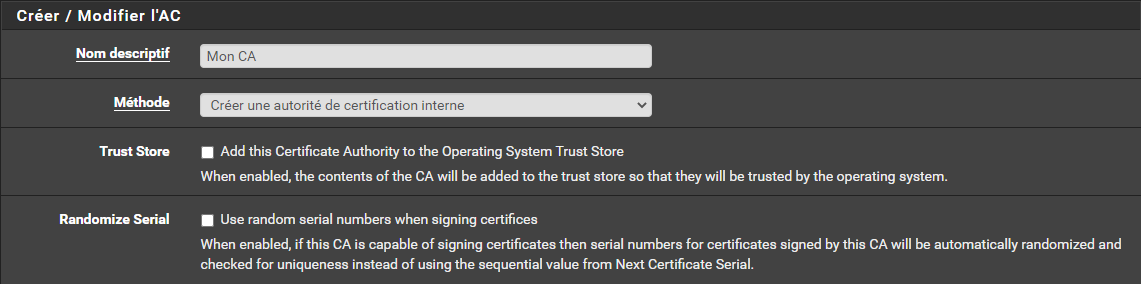 Créer / Modifier l'AC
Nom descriptif
Mon CA
Méthode
Créer une autorité de certification interne
Trust Store
Add this Certificate Authority to the Operating System Trust Store
When enabled, the contents of the CA will be added to the trust store so that they will be trusted by the operating system.
Randomize Serial
Use random serial numbers when signing certifices
When enabled, if this CA is capable of signing certificates then serial numbers for certificates signed by this CA will be automatically randomized and
checked for uniqueness instead of using the sequential value from Next Certificate Serial.